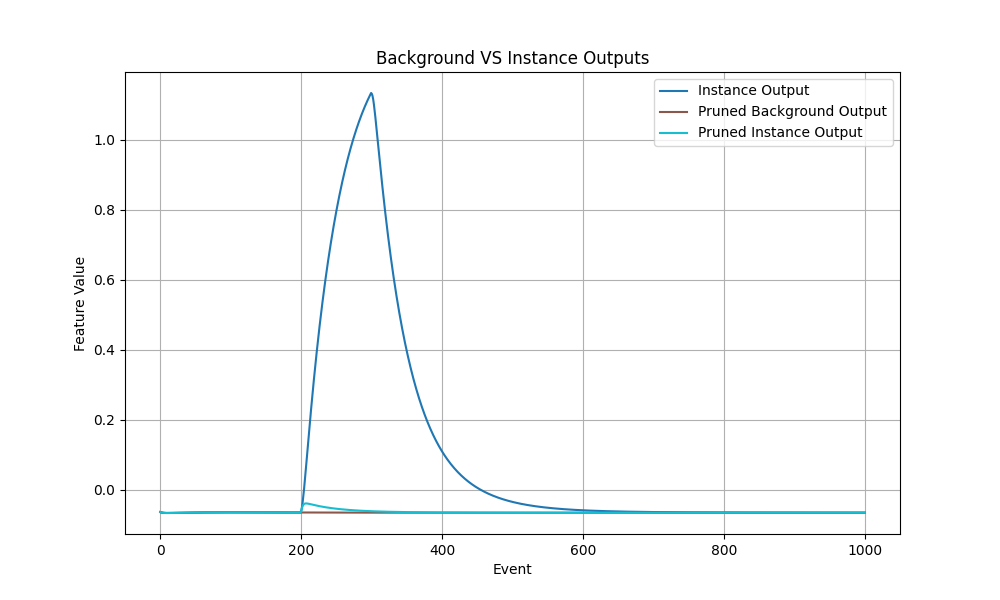 Background VS Instance Outputs
Instance Output
Pruned Background Output
Pruned Instance Output
Feature Value
1.0
0.8
0.6
0.4
0.2
0.0
0 200 400 600 800 1000
Event